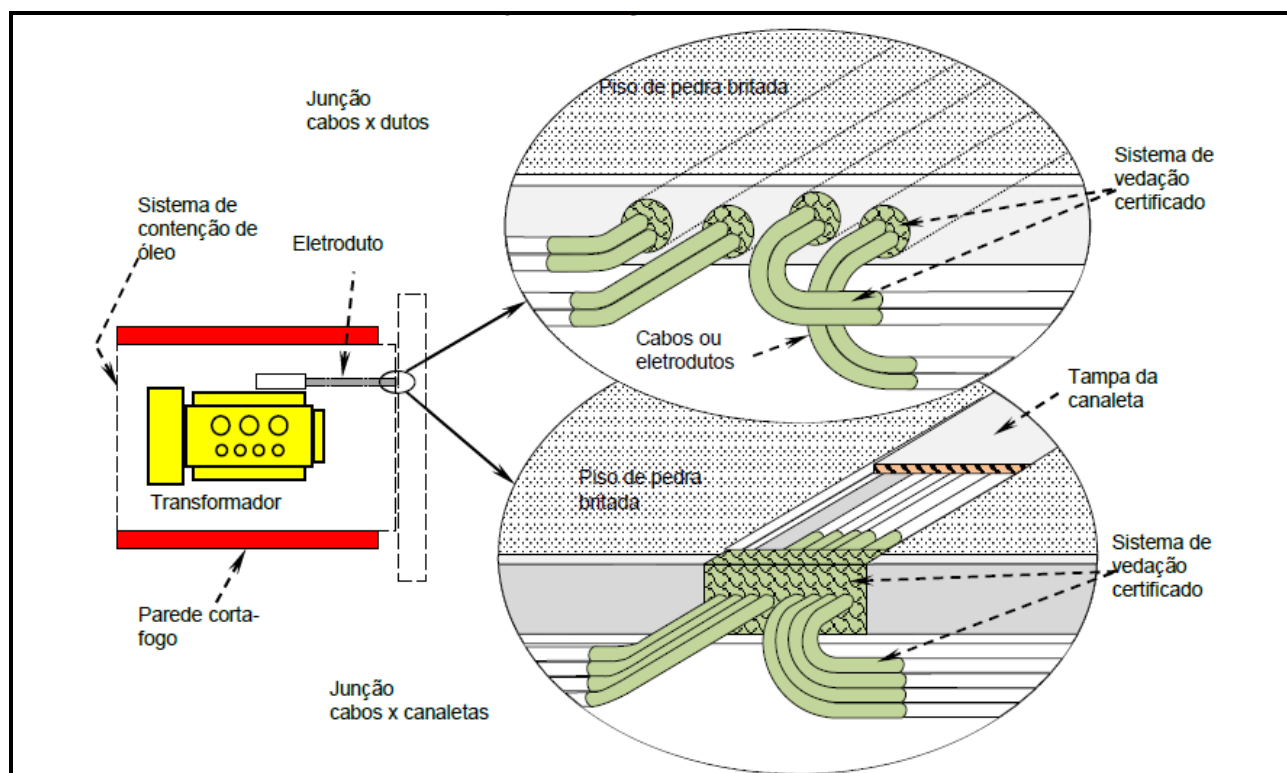 Piso de pedra britada
Junção
cabos x dutos
Sistema de
vedação
certificado
Sistema de
contenção de
óleo
Eletroduto
Cabos ou
eletrodutos
Tampa da
canaleta
Piso de pedra
britada
Transformador
Sistema de
vedação
certificado
Parede corta-
fogo
Junção
cabos x canaletas